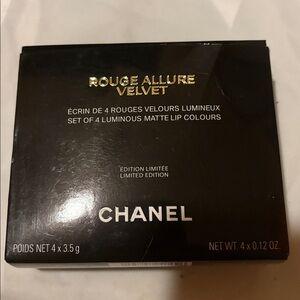 ROUGE ALLURE
VELVET
ÉCRIN DE 4 ROUGES VELOURS LUMINEUX
SET OF 4 LUMINOUS MATTE LIP COLOURS
ÉDITION LIMITÉE
LIMITED EDITION
CHANEL
POIDS NET 4 x 3.5 g
NET WT. 4 x 0.12 OZ.